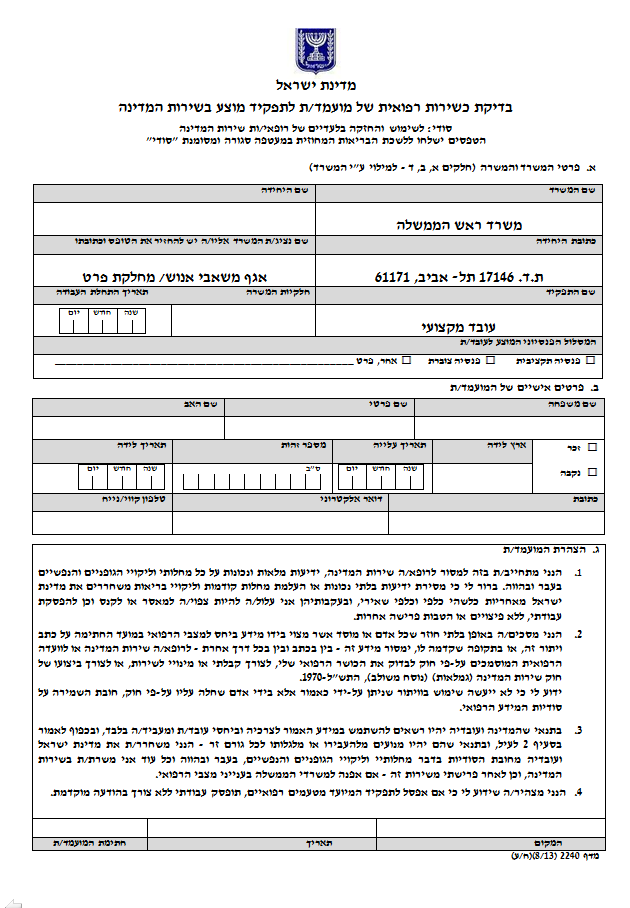 מדינת ישראל
בדיקת כשירות רפואית של מועמד/ת לתפקיד מוצע בשירות המדינה
סודי: לשימוש והחזקה בלעדיים של רופאי/ות שירות המדינה
הטפסים ישלחו ללשכת הבריאות המחוזית במעטפה סגורה ומסומנת "סודי"
א. פרטי המשרד והמשרה (חלקים א, ב, ד - למילוי ע"י המשרד)
שם המשרד שם היחידה
משרד ראש הממשלה
כתובת היחידה שם נציג/ת המשרד אליו/ה יש להחזיר את הטופס וכתובתו
ת.ד. 17146 תל- אביב, 61171 אגף משאבי אנוש/ מחלקת פרט
שם התפקיד חלקיות המשרה תאריך התחלת העבודה
שנה חודש יום
עובד מקצועי
המסלול הפנסיוני המוצע לעובד/ת
☐ פנסיה תקציבית ☐ פנסיה צוברת ☐ אחר, פרט ____________________
ב. פרטים אישיים של המועמד/ת
שם משפחה שם פרטי שם האב
☐ זכר ארץ לידה תאריך עלייה מספר זהות תאריך לידה
☐ נקבה שנה חודש יום ס"ב שנה חודש יום
כתובת דואר אלקטרוני טלפון קווי/נייח
ג. הצהרת המועמד/ת
1. הנני מתחייב/ת בזה למסור לרופא/ה שירות המדינה, ידיעות מלאות ונכונות על כל מחלותי וליקויי הגופניים והנפשיים
בעבר ובהווה. ברור לי כי מסירת ידיעות בלתי נכונות או העלמת מחלות קודמות וליקויי בריאות משחררים את מדינת
ישראל מאחריות כלשהי כלפי וכלפי שאירי, ובעקבותיהן אני עלול/ה להיות צפוי/ה למאסר או לקנס וכן להפסקת
עבודתי, ללא פיצויים או הטבות פרישה אחרות.
2. הנני מסכים/ה באופן בלתי חוזר שכל אדם או מוסד אשר מצוי בידו מידע ביחס למצבי הרפואי במועד החתימה על כתב
ויתור זה, או בתקופה שקדמה לו, ימסור מידע זה - בין בכתב ובין בכל דרך אחרת - לרופא/ה שירות המדינה או לוועדה
הרפואית המוסמכים על-פי חוק לבדוק את הכושר הרפואי שלי, לצורך קבלתי או מינויי לשירות, או לצורך ביצועו של
חוק שירות המדינה (גמלאות) (נוסח משולב), התש"ל-1970.
ידוע לי כי לא ייעשה שימוש בוויתור שניתן על-ידי כאמור אלא בידי אדם שחלה עליו על-פי חוק, חובת השמירה על
סודיות המידע הרפואי.
3. בתנאי שהמדינה ועובדיה יהיו רשאים להשתמש במידע האמור לצרכיה וביחסי עובד/ת ומעביד/ה בלבד, ובכפוף לאמור
בסעיף 2 לעיל, ובתנאי שהם יהיו מנועים מלהעבירו או מלגלותו לכל גורם זר - הנני משחרר/ת את מדינת ישראל
ועובדיה מחובת הסודיות בדבר מחלותיי וליקויי הגופניים והנפשיים, בעבר ובהווה וכל עוד אני משרת/ת בשירות
המדינה, וכן לאחר פרישתי משירות זה - אם אפנה למשרדי הממשלה בענייני מצבי הרפואי.
4. הנני מצהיר/ה שידוע לי כי אם אפסל לתפקיד המיועד מטעמים רפואיים, תופסק עבודתי ללא צורך בהודעה מוקדמת.
המקום תאריך חתימת המועמד/ת
מדף 2240 (8/13)(ח/ע)